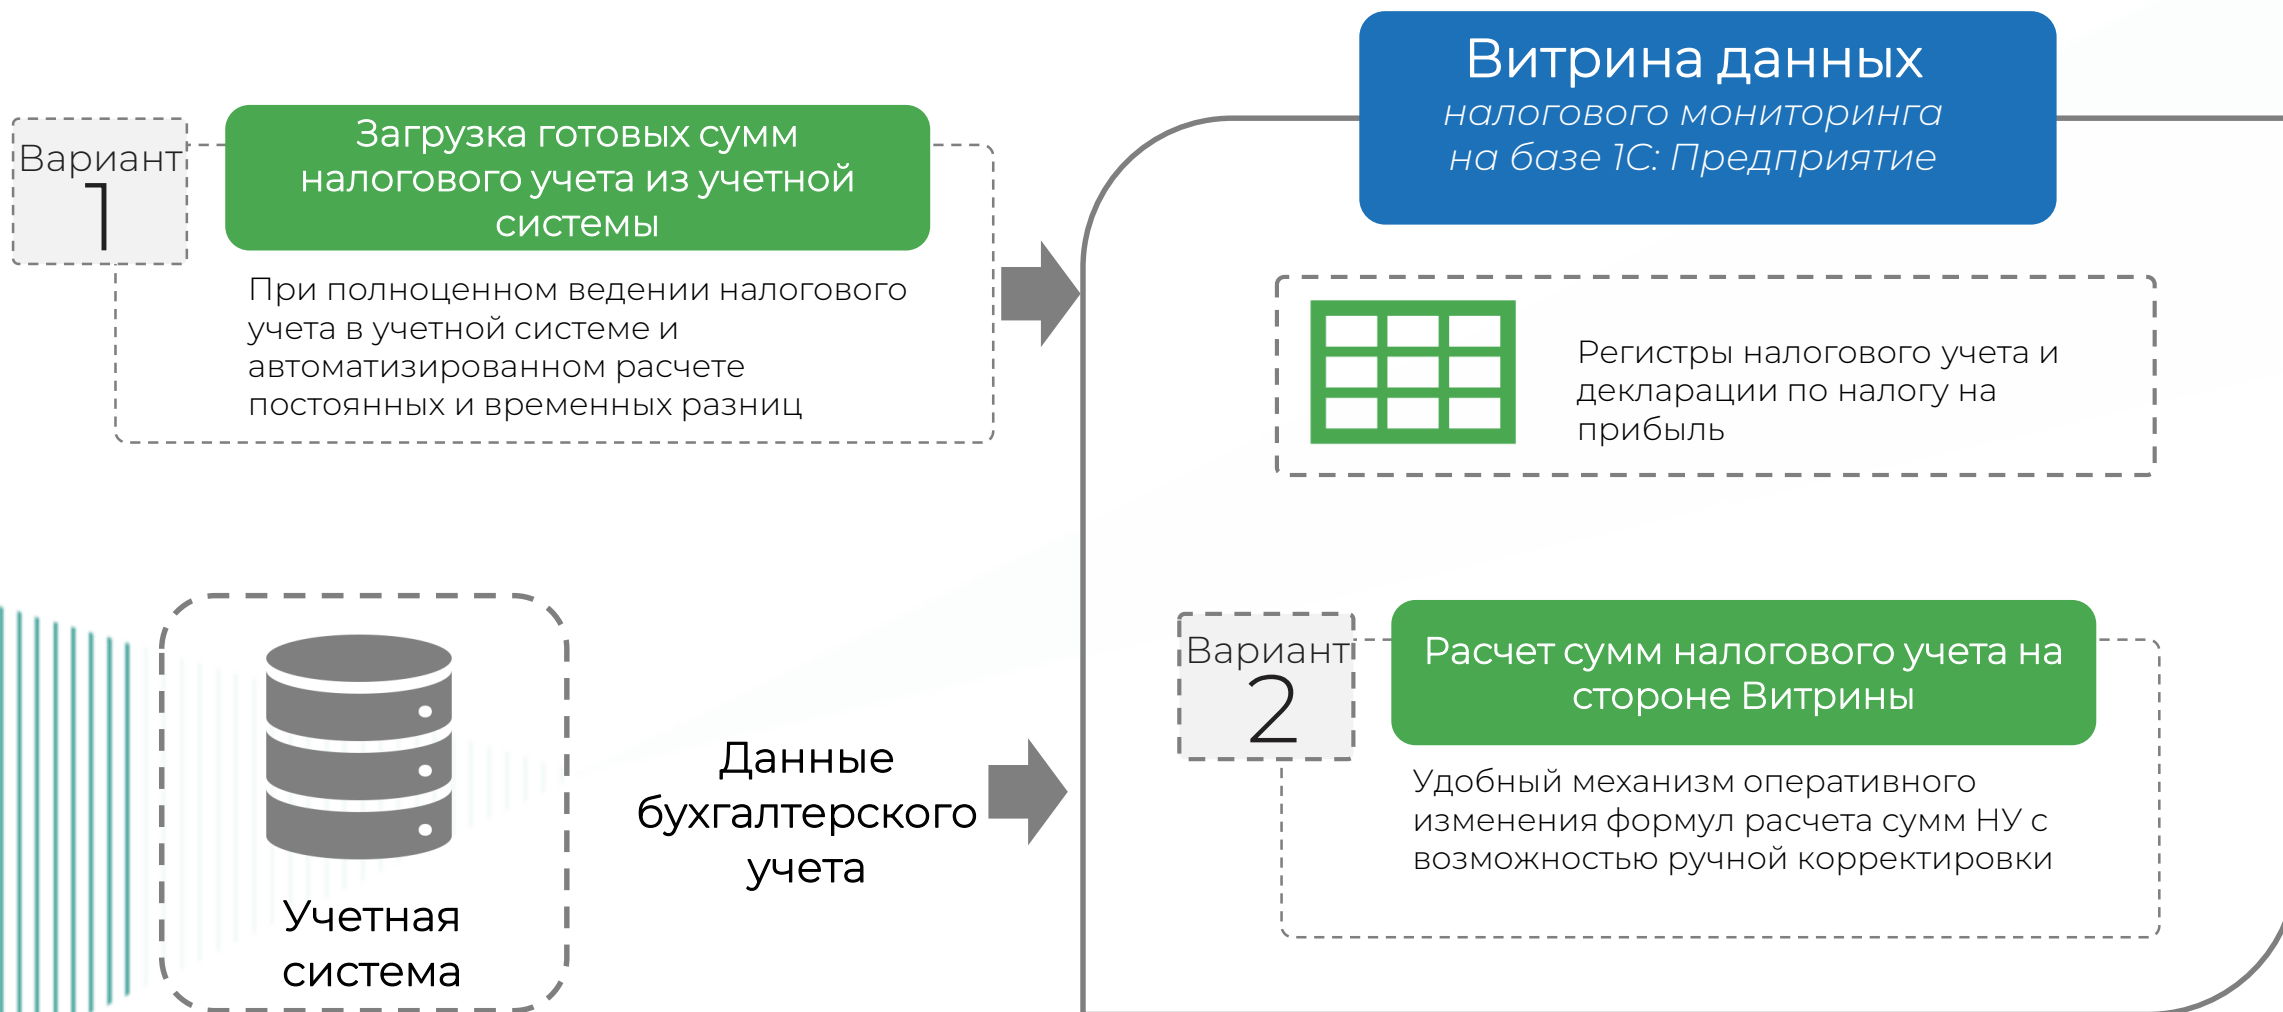 Вариант
1
Загрузка готовых сумм
налогового учета из учетной
системы
При полноценном ведении налогового
учета в учетной системе и
автоматизированном расчете
постоянных и временных разниц
Витрина данных
налогового мониторинга
на базе 1С: Предприятие
Регистры налогового учета и
декларации по налогу на
прибыль
Учетная
система
Данные
бухгалтерского
учета
Вариант
2
Расчет сумм налогового учета на
стороне Витрины
Удобный механизм оперативного
изменения формул расчета сумм НУ с
возможностью ручной корректировки